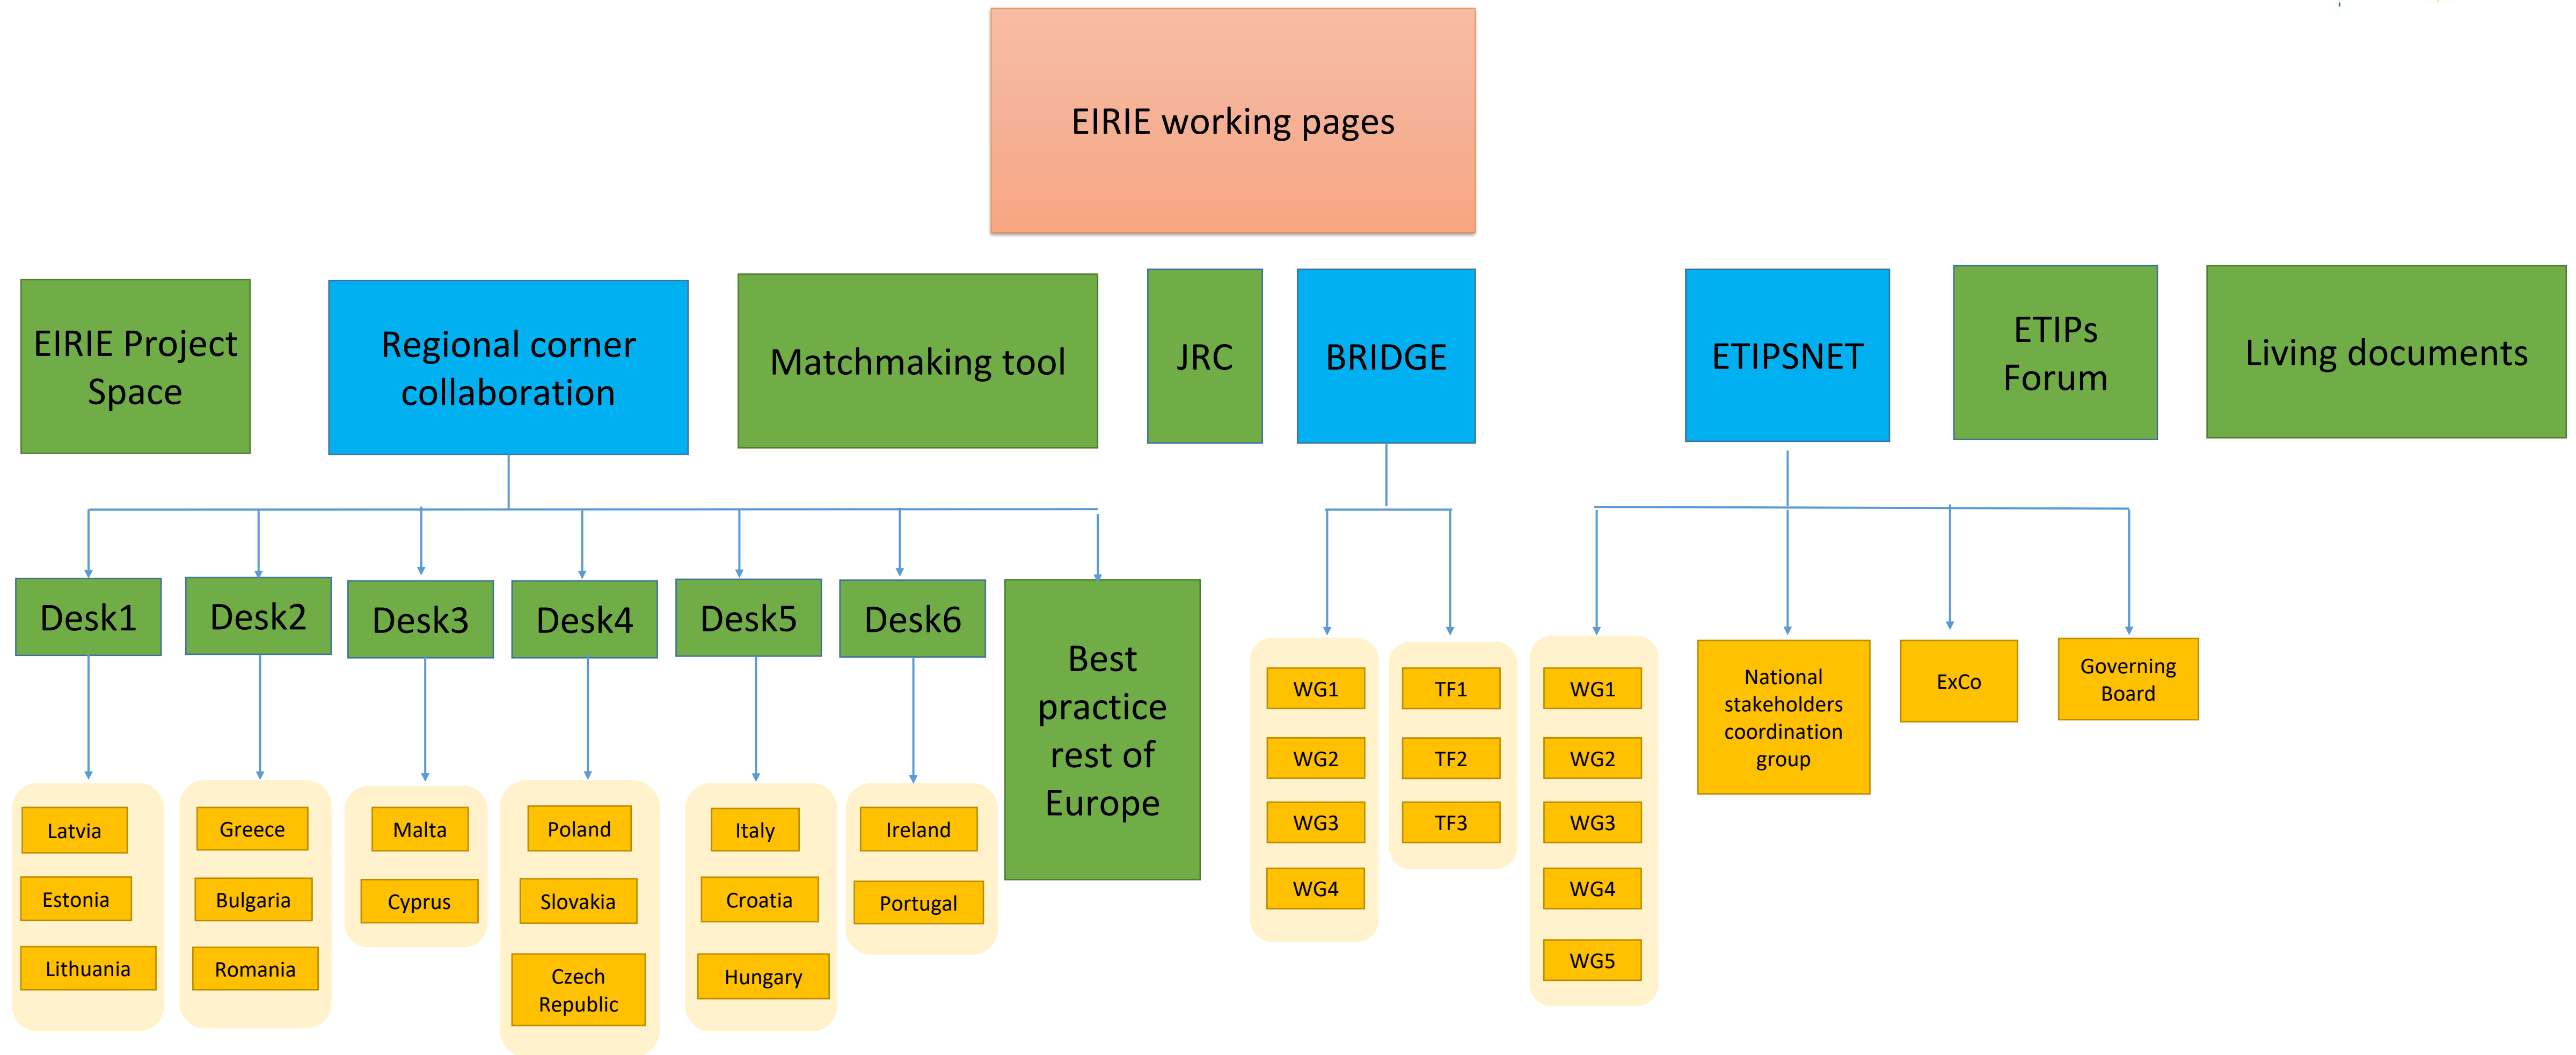 EIRIE working pages
EIRIE Project
Space
Regional corner
collaboration
Matchmaking tool
JRC
BRIDGE
ETIPSNET
ETIPs
Forum
Living documents
Desk1
Desk2
Desk3
Desk4
Desk5
Desk6
Best
practice
rest of
Europe
Latvia
Estonia
Lithuania
Greece
Bulgaria
Romania
Malta
Cyprus
Poland
Slovakia
Czech
Republic
Italy
Croatia
Hungary
Ireland
Portugal
WG1
WG2
WG3
WG4
TF1
TF2
TF3
WG1
WG2
WG3
WG4
WG5
National
stakeholders
coordination
group
ExCo
Governing
Board